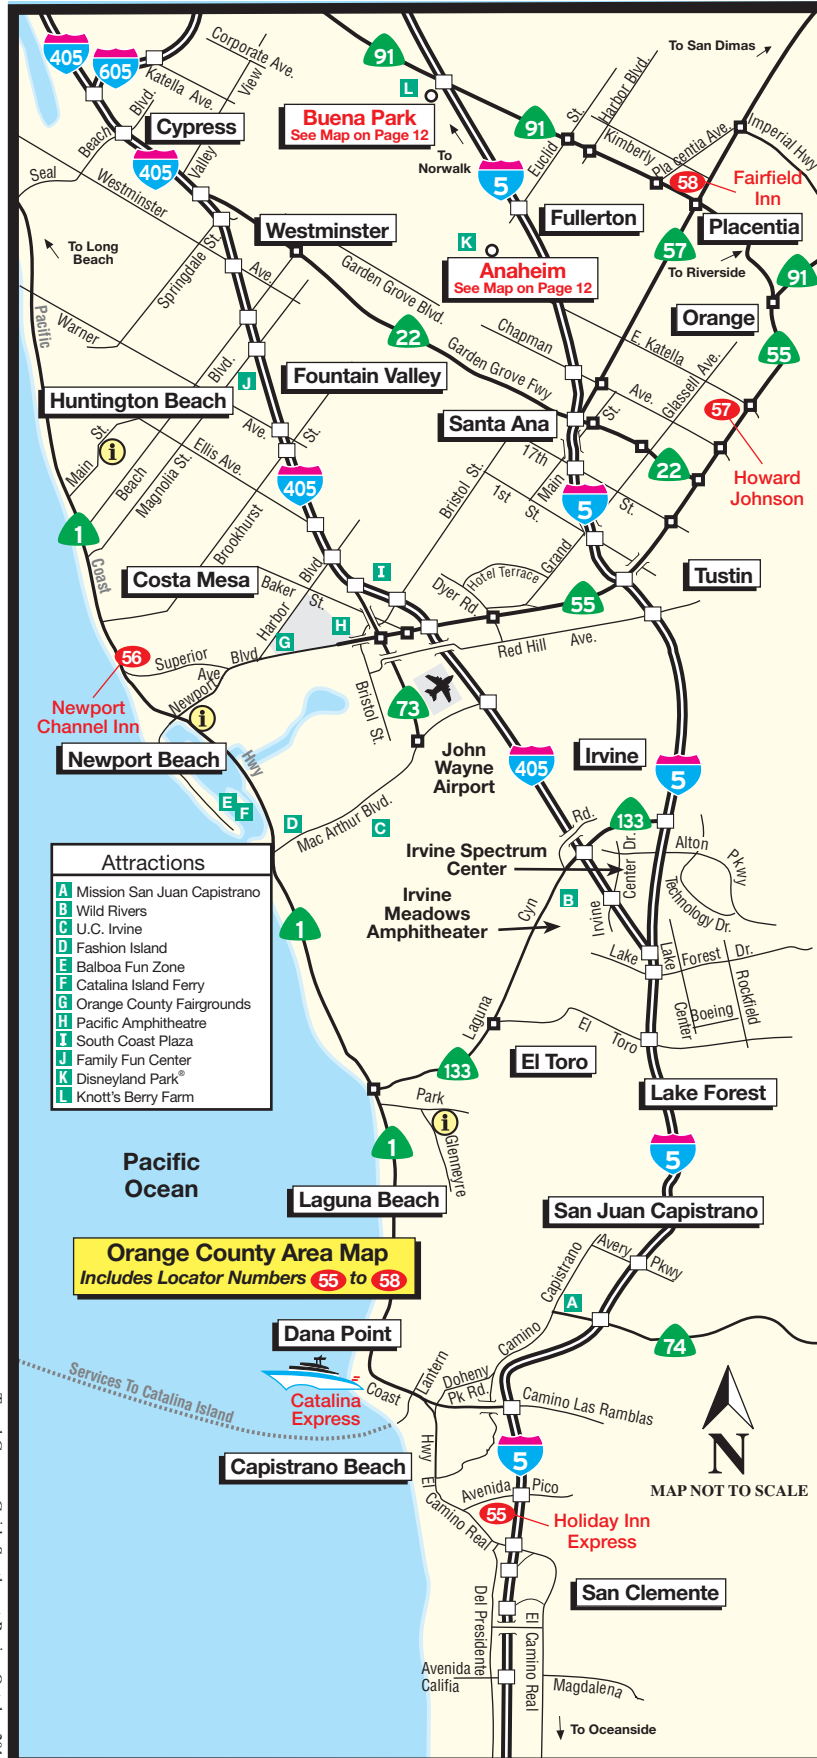 405
605
Corporate Ave.
91
To San Dimas
Katella Ave.
View
Valley
Beach Blvd.
Cypress
L
Buena Park
See Map on Page 12
91
Euclid St.
Harbor Blvd.
Kimberly
Placentia Ave.
Imperial Hwy
To
Norwalk
405
Seal
Westminster
Ave.
5
58
Fairfield
Inn
Fullerton
Placentia
57
To Long
Beach
Westminster
Springdale St.
K
Anaheim
See Map on Page 12
To Riverside
91
Garden Grove Blvd.
Orange
Pacific
Warner
Ave.
22
Chapman
Ave.
E. Katella
55
Garden Grove Fwy
Glassell Ave.
J
Fountain Valley
Huntington Beach
Blvd.
57
Howard
Johnson
Santa Ana
Main St.
i
Ellis Ave.
St.
17th
St.
22
Beach
Magnolia St.
Brookhurst
405
Bristol St.
1st
St.
Main
St.
5
1
Coast
Costa Mesa
Baker
St.
Harbor
Blvd
I
Hotel Terrace
Grand
Dyer Rd.
55
Tustin
G
H
56
Newport
Channel Inn
Superior
Ave.
Newport
Blvd.
Red Hill Ave.
Bristol St.
73
i
Newport Beach
Hwy
John
Wayne
Airport
405
Irvine
5
E
F
D
Mac Arthur Blvd.
C
Rd.
133
Alton
Pkwy
Irvine Spectrum
Center
Center Dr.
Irvine
Technology Dr.
Irvine
Meadows
Amphitheater
B
Cyn
Laguna
Attractions
A Mission San Juan Capistrano
B Wild Rivers
C U.C. Irvine
D Fashion Island
E Balboa Fun Zone
F Catalina Island Ferry
G Orange County Fairgrounds
H Pacific Amphitheatre
I South Coast Plaza
J Family Fun Center
K Disneyland Park®
L Knott's Berry Farm
1
Lake Forest Dr.
Lake
Center
Boeing
Rockfield
El Toro
El Toro
133
Lake Forest
Park
i
Glenneyre
1
5
Pacific
Ocean
Laguna Beach
San Juan Capistrano
Orange County Area Map
Includes Locator Numbers 55 to 58
Avery Pkwy
Capistrano
Camino
A
74
Dana Point
Catalina
Express
Services To Catalina Island
Coast
Lantern
Doheny
Pk Rd.
Camino Las Ramblas
Hwy
N
MAP NOT TO SCALE
Capistrano Beach
5
Avenida Pico
El
Camino Real
55
Holiday Inn
Express
San Clemente
Del Presidente
El Camino Real
Avenida
Califia
Magdalena
To Oceanside